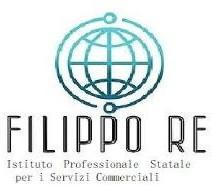 FILIPPO RE
Istituto Professionale Statale
per i Servizi Commerciali